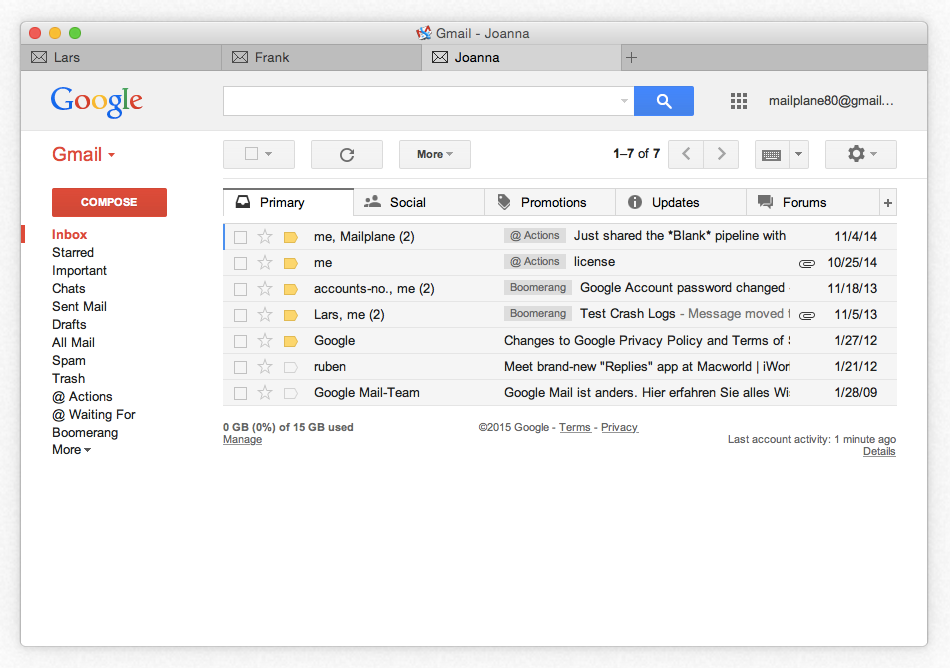 Gmail - Joanna
Lars
Frank
Joanna
Google
mailplane80@gmail...
Gmail
More
1–7 of 7
COMPOSE
Primary
Social
Promotions
Updates
Forums
+
Inbox
Starred
Important
Chats
Sent Mail
Drafts
All Mail
Spam
Trash
@ Actions
@ Waiting For
Boomerang
More
me, Mailplane (2) @ Actions Just shared the *Blank* pipeline with 11/4/14
me @ Actions license 10/25/14
accounts-no., me (2) Boomerang Google Account password changed 11/18/13
Lars, me (2) Boomerang Test Crash Logs - Message moved 11/5/13
Google Changes to Google Privacy Policy and Terms of 1/27/12
ruben Meet brand-new "Replies" app at Macworld | iWor 1/21/12
Google Mail-Team Google Mail ist anders. Hier erfahren Sie alles Wi 1/28/09
0 GB (0%) of 15 GB used
Manage
©2015 Google - Terms - Privacy
Last account activity: 1 minute ago
Details